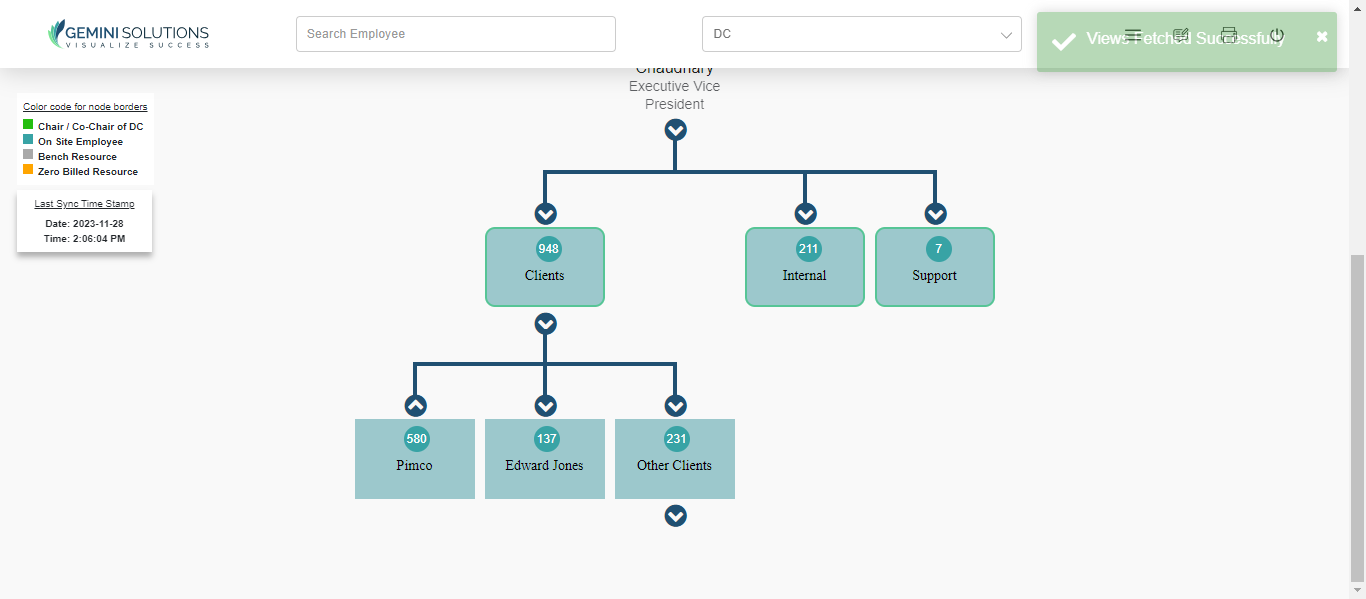 GEMINI SOLUTIONS
VISUALIZE SUCCESS
Search Employee
DC
Views Fetched Successfully
Chaudhary
Executive Vice
President
Color code for node borders
Chair / Co-Chair of DC
On Site Employee
Bench Resource
Zero Billed Resource
Last Sync Time Stamp
Date: 2023-11-28
Time: 2:06:04 PM
948
Clients
211
Internal
7
Support
580
Pimco
137
Edward Jones
231
Other Clients